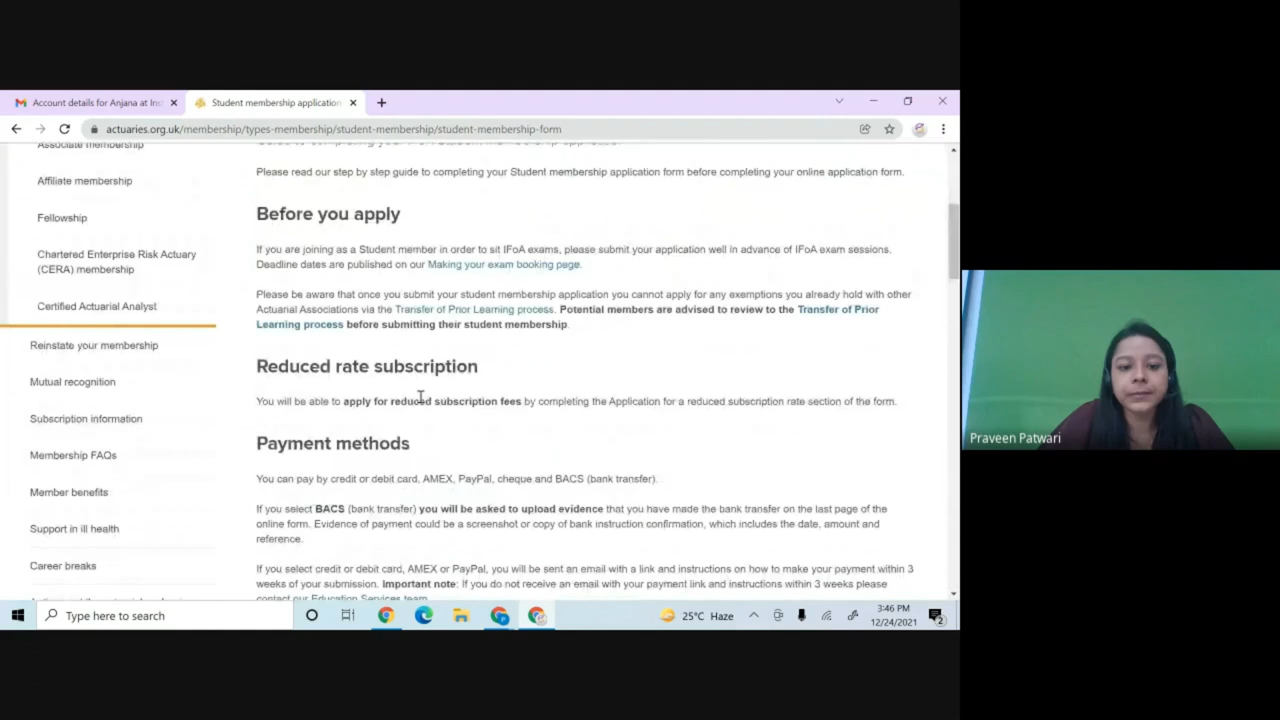 Account details for Anjana at Ins
Student membership application
actuaries.org.uk/membership/types-membership/student-membership/student-membership-form
Associate membership
Affiliate membership
Fellowship
Chartered Enterprise Risk Actuary
(CERA) membership
Certified Actuarial Analyst
Reinstate your membership
Mutual recognition
Subscription information
Membership FAQs
Member benefits
Support in ill health
Career breaks
Please read our step by step guide to completing your Student membership application form before completing your online application form.
Before you apply
If you are joining as a Student member in order to sit IFoA exams, please submit your application well in advance of IFoA exam sessions.
Deadline dates are published on our Making your exam booking page.
Please be aware that once you submit your student membership application you cannot apply for any exemptions you already hold with other
Actuarial Associations via the Transfer of Prior Learning process. Potential members are advised to review to the Transfer of Prior
Learning process before submitting their student membership.
Reduced rate subscription
You will be able to apply for reduced subscription fees by completing the Application for a reduced subscription rate section of the form.
Payment methods
You can pay by credit or debit card, AMEX, PayPal, cheque and BACS (bank transfer).
If you select BACS (bank transfer) you will be asked to upload evidence that you have made the bank transfer on the last page of the
online form. Evidence of payment could be a screenshot or copy of bank instruction confirmation, which includes the date, amount and
reference.
If you select credit or debit card, AMEX or PayPal, you will be sent an email with a link and instructions on how to make your payment within 3
weeks of your submission. Important note: If you do not receive an email with your payment link and instructions within 3 weeks please
contact our Education Services team.
Praveen Patwari
Type here to search
25°C Haze
3:46 PM
12/24/2021
2